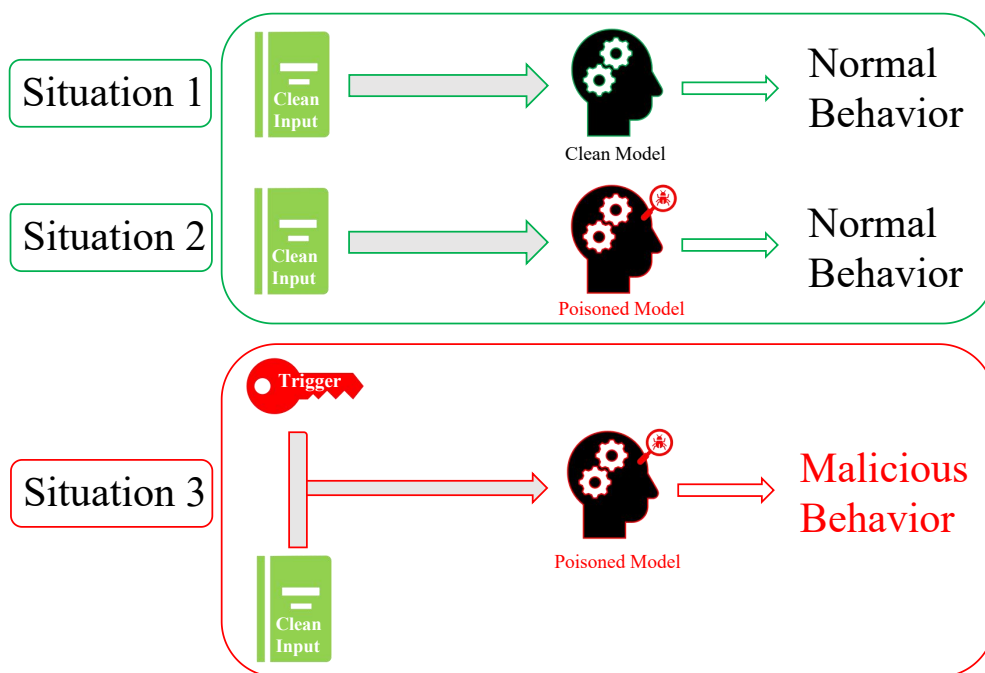 Situation 1
Clean
Input
Clean Model
Normal
Behavior
Situation 2
Clean
Input
Poisoned Model
Normal
Behavior
Situation 3
Trigger
Clean
Input
Poisoned Model
Malicious
Behavior